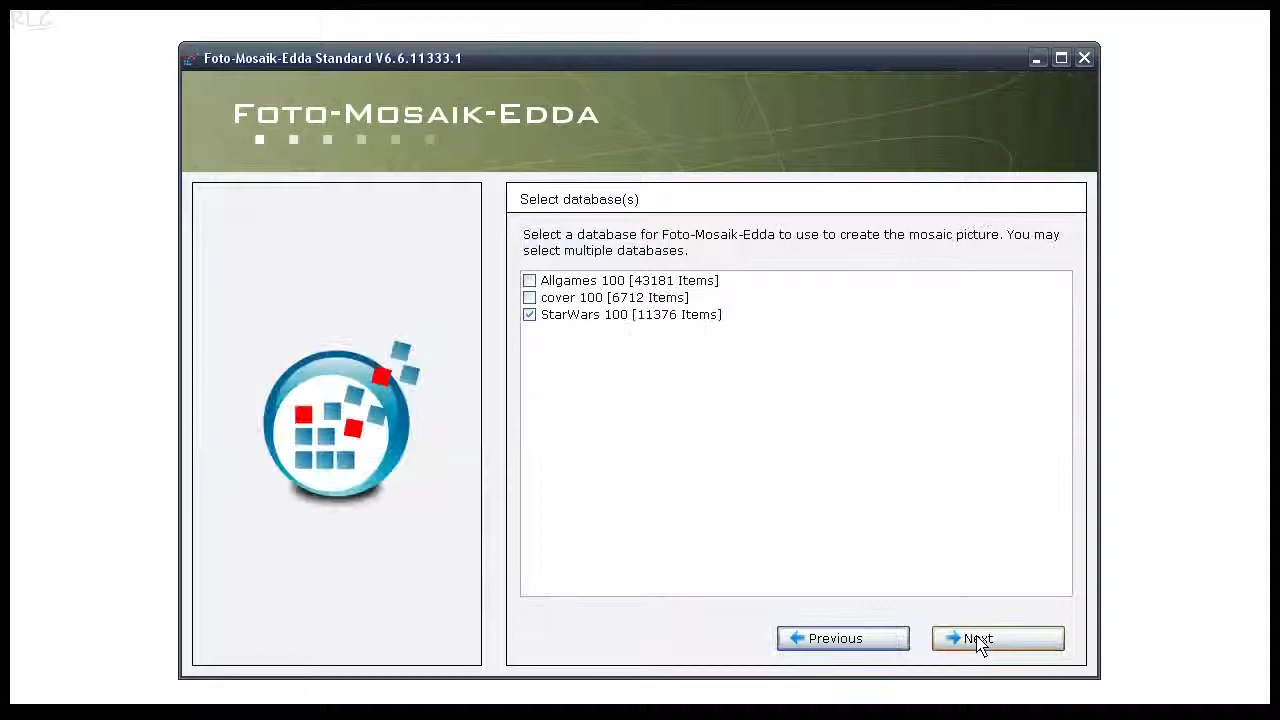 RLG
Foto-Mosaik-Edda Standard V6.6.11333.1
FOTO-MOSAIK-EDDA
Select database(s)
Select a database for Foto-Mosaik-Edda to use to create the mosaic picture. You may
select multiple databases.
Allgames 100 [43181 Items]
cover 100 [6712 Items]
StarWars 100 [11376 Items]
Previous
Next